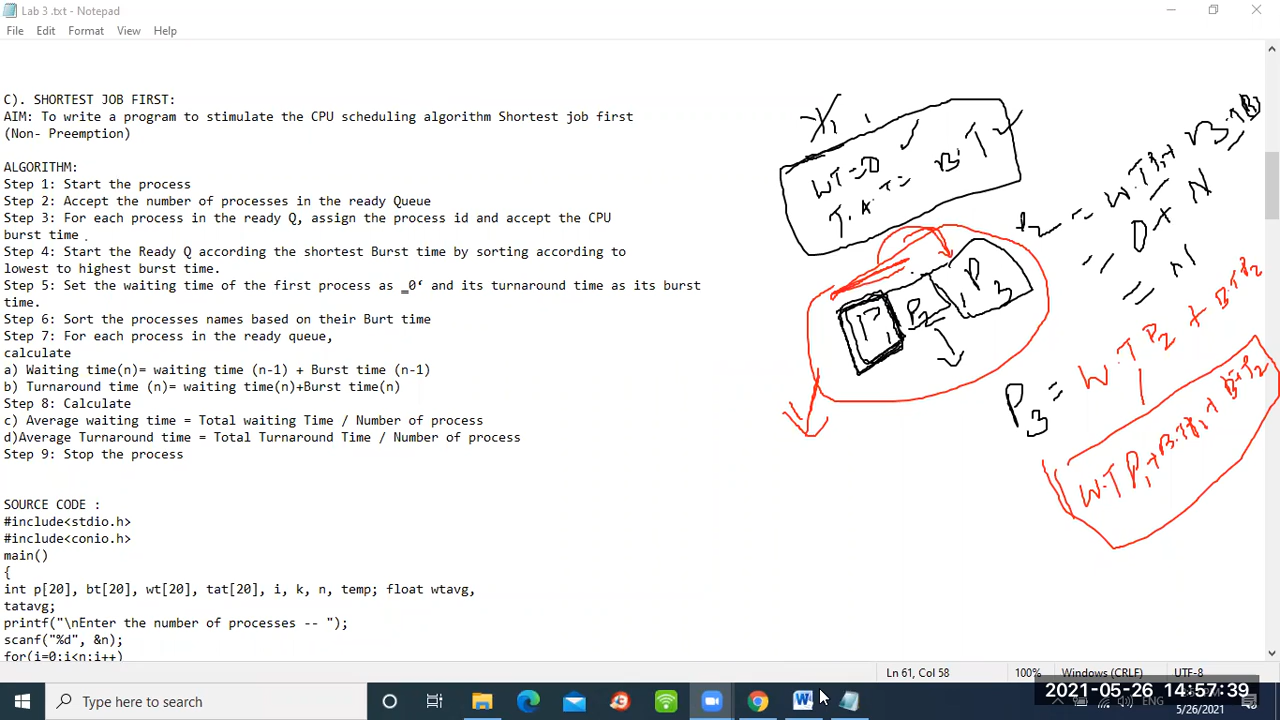 Lab 3 .txt - Notepad
File Edit Format View Help
C). SHORTEST JOB FIRST:
AIM: To write a program to stimulate the CPU scheduling algorithm Shortest job first
(Non- Preemption)
ALGORITHM:
Step 1: Start the process
Step 2: Accept the number of processes in the ready Queue
Step 3: For each process in the ready Q, assign the process id and accept the CPU
burst time .
Step 4: Start the Ready Q according the shortest Burst time by sorting according to
lowest to highest burst time.
Step 5: Set the waiting time of the first process as _0‘ and its turnaround time as its burst
time.
Step 6: Sort the processes names based on their Burt time
Step 7: For each process in the ready queue,
calculate
a) Waiting time(n)= waiting time (n-1) + Burst time (n-1)
b) Turnaround time (n)= waiting time(n)+Burst time(n)
Step 8: Calculate
c) Average waiting time = Total waiting Time / Number of process
d)Average Turnaround time = Total Turnaround Time / Number of process
Step 9: Stop the process
SOURCE CODE :
#include<stdio.h>
#include<conio.h>
main()
{
int p[20], bt[20], wt[20], tat[20], i, k, n, temp; float wtavg,
tatavg;
printf("\nEnter the number of processes -- ");
scanf("%d", &n);
for(i=0;i<n;i++)
WT=0
T.A.T= B.T
P1 P2 P3
= 0+ N
= n1
P3 = W.T P2 + B.T P2
W.T P1+B.T P1+ B.T P2
Ln 61, Col 58 100% Windows (CRLF) UTF-8
Type here to search
ENG
2021-05-26 14:57:39
5/26/2021